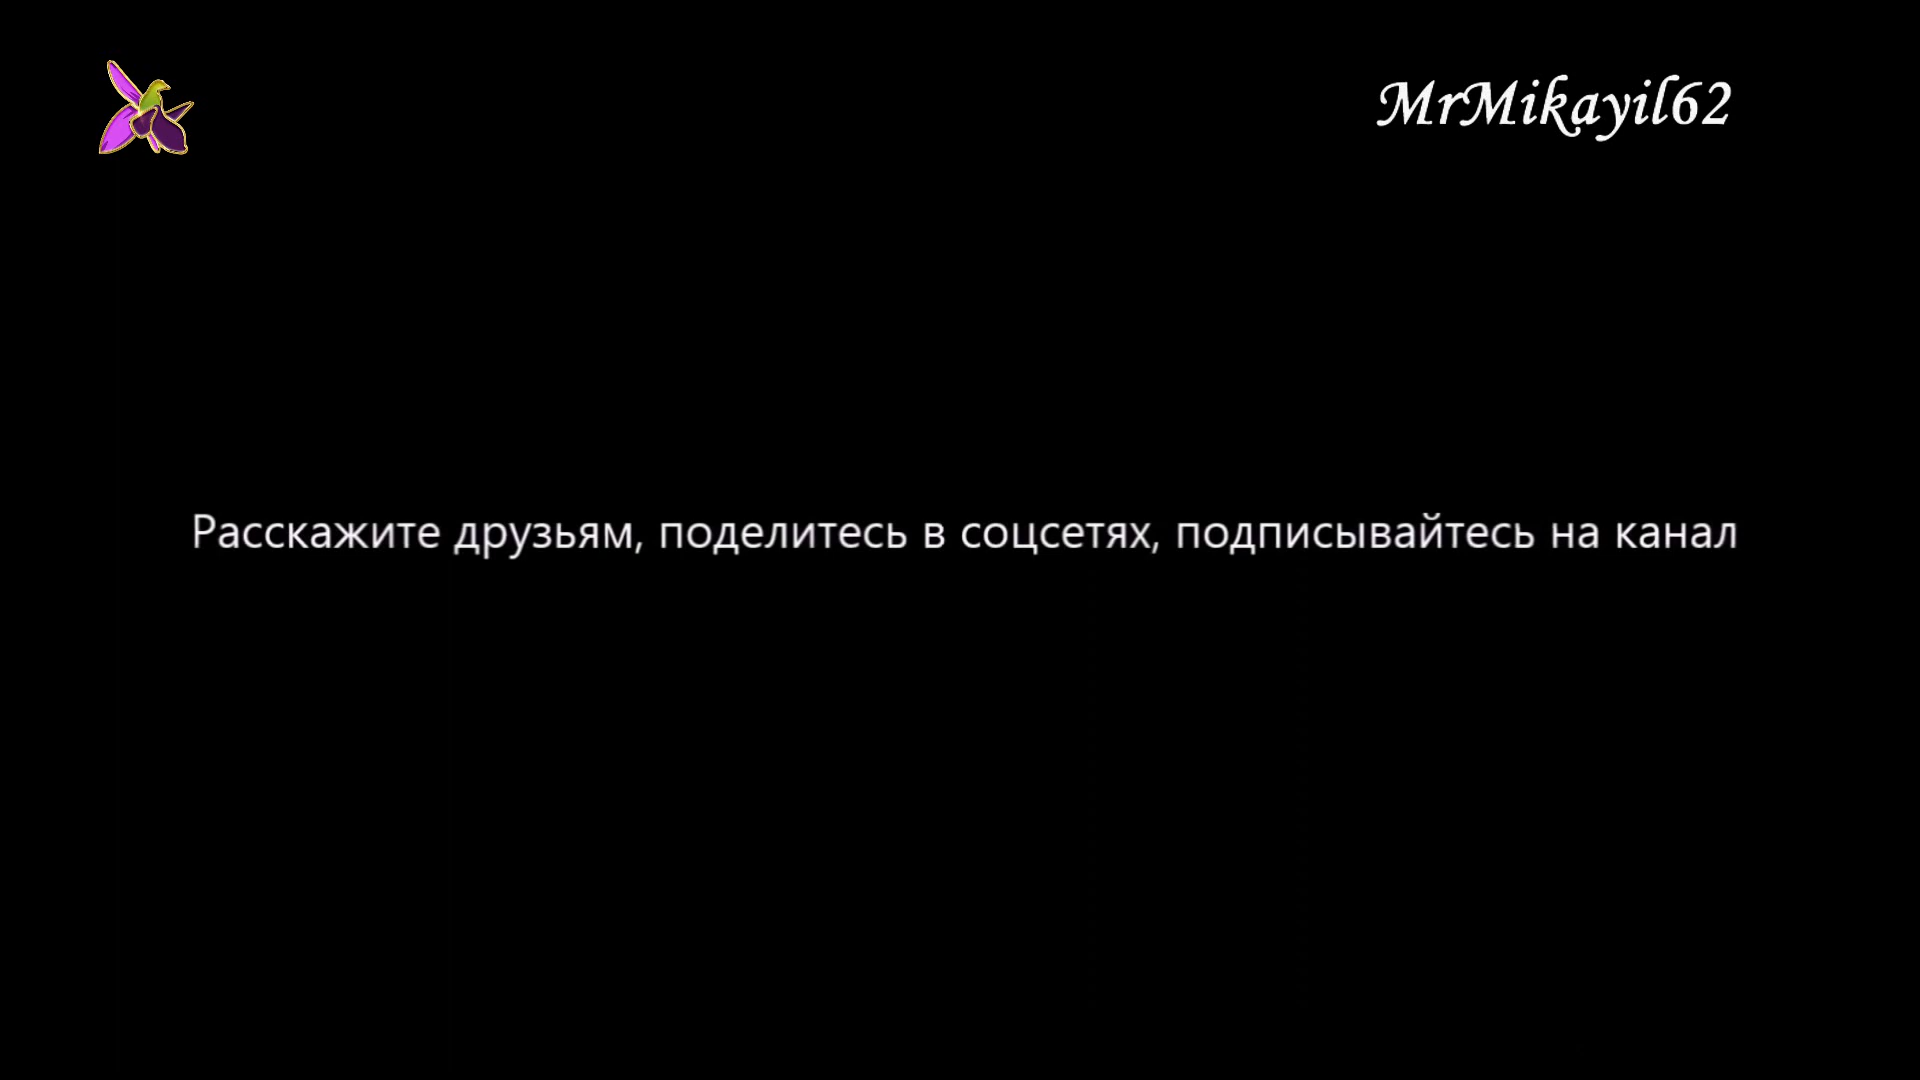 MrMikayil62
Расскажите друзьям, поделитесь в соцсетях, подписывайтесь на канал